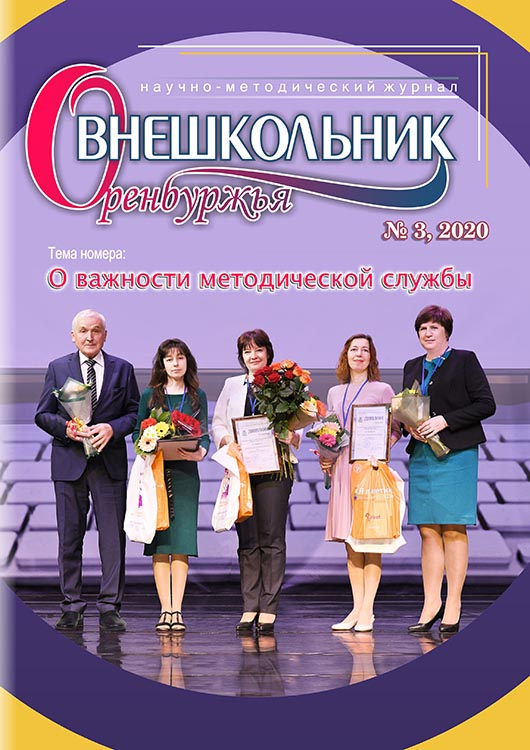 научно-методический журнал
ВНЕШКОЛЬНИК
Оренбуржья
№ 3, 2020
Тема номера:
О важности методической службы